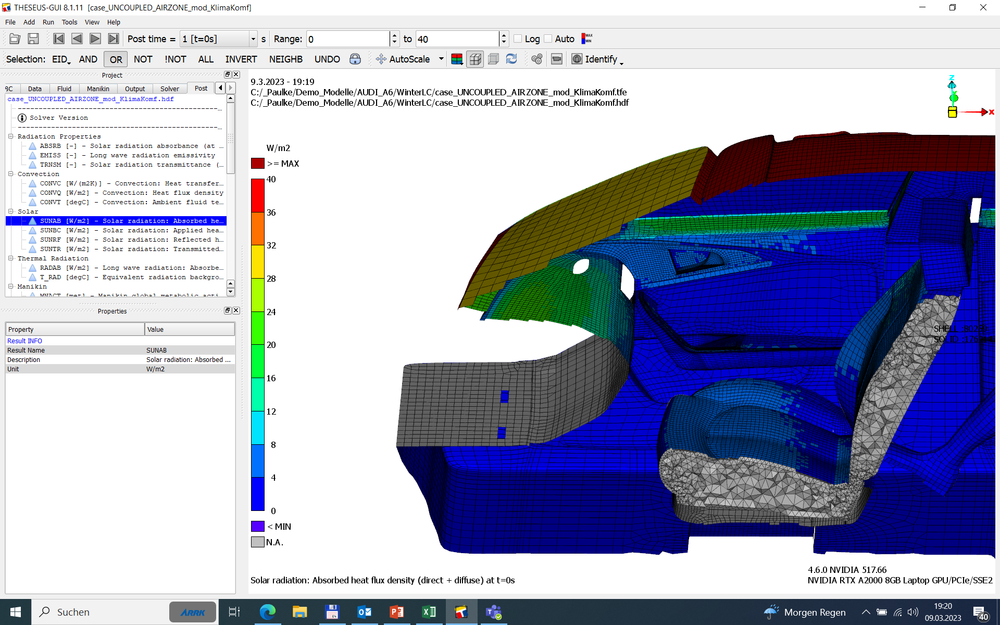 THESEUS-GUI 8.1.11 [case_UNCOUPLED_AIRZONE_mod_KlimaKomf]
File Add Run Tools View Help
Post time = 1 [t=0s] s Range: 0 to 40 Log Auto MAX MIN
Selection: EID AND OR NOT !NOT ALL INVERT NEIGHB UNDO AutoScale Identify
Project
BC Data Fluid Manikin Output Solver Post
case_UNCOUPLED_AIRZONE_mod_KlimaKomf.hdf
Solver Version
Radiation Properties
ABSRB [-] - Solar radiation absorbance (at ...
EMISS [-] - Long wave radiation emissivity
TRNSM [-] - Solar radiation transmittance (...
Convection
CONVC [W/(m2K)] - Convection: Heat transfer...
CONVQ [W/m2] - Convection: Heat flux density
CONVT [degC] - Convection: Ambient fluid te...
Solar
SUNAB [W/m2] - Solar radiation: Absorbed he...
SUNBC [W/m2] - Solar radiation: Applied hea...
SUNRF [W/m2] - Solar radiation: Reflected h...
SUNTR [W/m2] - Solar radiation: Transmitted...
Thermal Radiation
RADAB [W/m2] - Long wave radiation: Absorbe...
T_RAD [degC] - Equivalent radiation backgro...
Manikin
MNACT [met] - Manikin global metabolic acti
Properties
Property Value
Result INFO
Result Name SUNAB
Description Solar radiation: Absorbed ...
Unit W/m2
9.3.2023 - 19:19
C:/_Paulke/Demo_Modelle/AUDI_A6/WinterLC/case_UNCOUPLED_AIRZONE_mod_KlimaKomf.tfe
C:/_Paulke/Demo_Modelle/AUDI_A6/WinterLC/case_UNCOUPLED_AIRZONE_mod_KlimaKomf.hdf
Z
Y
X
W/m2
>= MAX
40
36
32
28
24
20
16
12
8
4
0
< MIN
N.A.
SHELL
SOLID
Solar radiation: Absorbed heat flux density (direct + diffuse) at t=0s
4.6.0 NVIDIA 517.66
NVIDIA RTX A2000 8GB Laptop GPU/PCIe/SSE2
Suchen
ARRK
64
Morgen Regen
19:20
09.03.2023
40